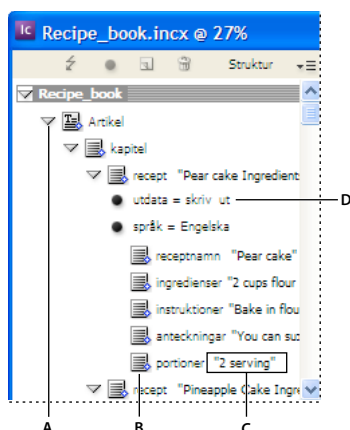 Ic Recipe_book.incx @ 27%
Struktur
Recipe_book
Artikel
kapitel
recept "Pear cake Ingredient
utdata = skriv ut
D
språk = Engelska
receptnamn "Pear cake"
ingredienser "2 cups flour
instruktioner "Bake in flou
anteckningar "You can su
portioner "2 serving"
recept "Pineapple Cake Ingre
A B C